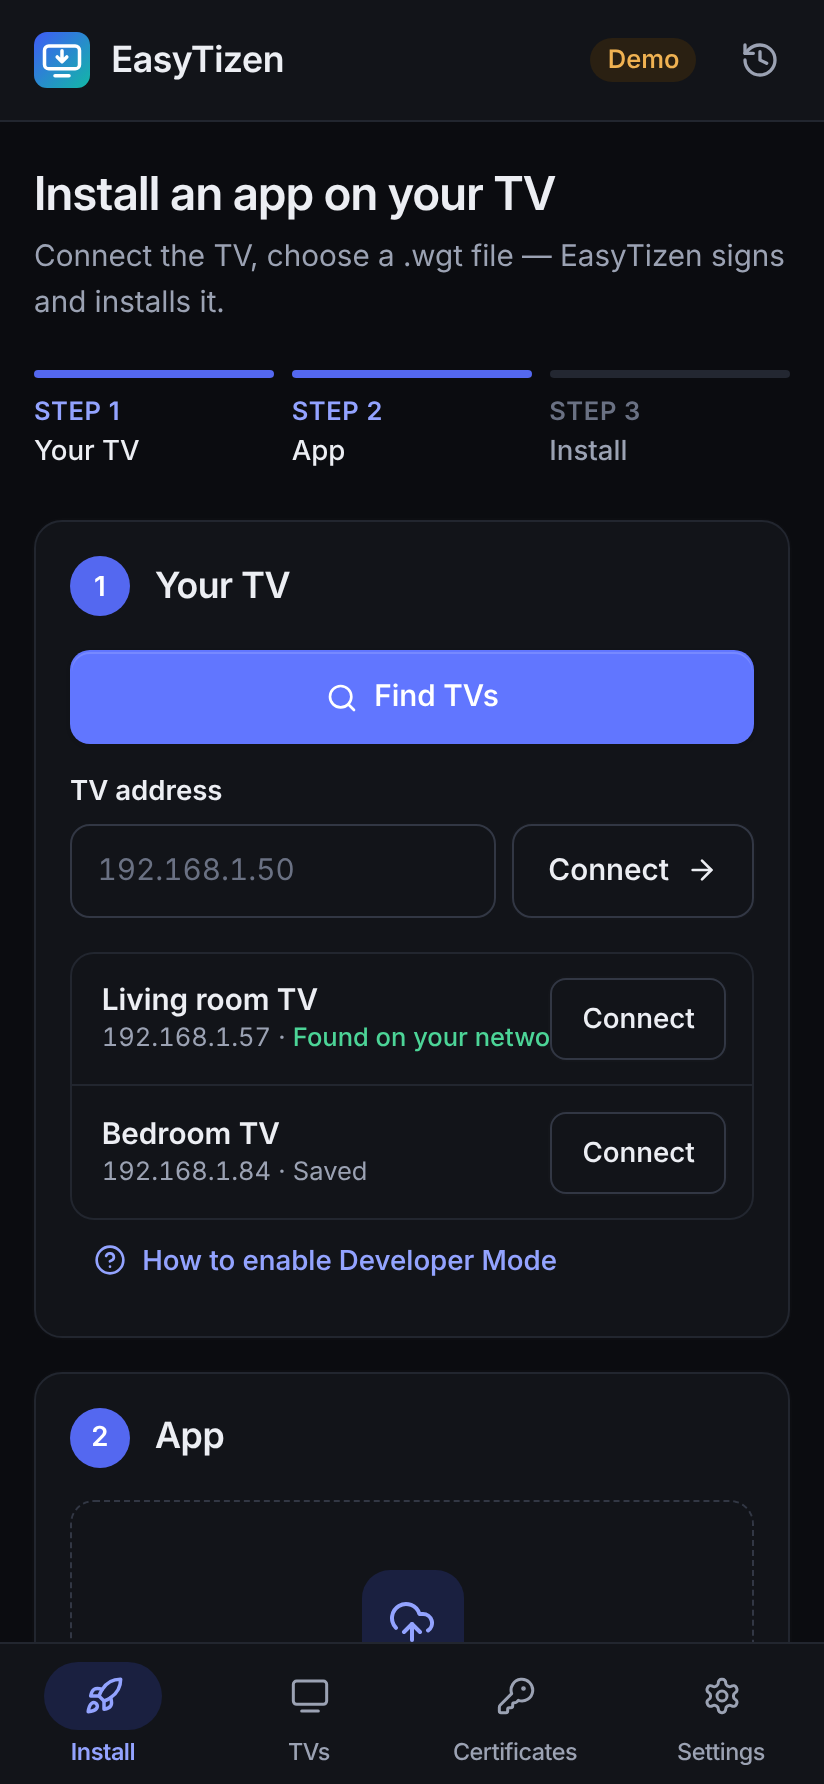 EasyTizen
Demo
Install an app on your TV
Connect the TV, choose a .wgt file — EasyTizen signs
and installs it.
STEP 1
Your TV
STEP 2
App
STEP 3
Install
1
Your TV
Find TVs
TV address
192.168.1.50
Connect →
Living room TV
192.168.1.57 · Found on your netwo
Connect
Bedroom TV
192.168.1.84 · Saved
Connect
How to enable Developer Mode
2
App
Install
TVs
Certificates
Settings